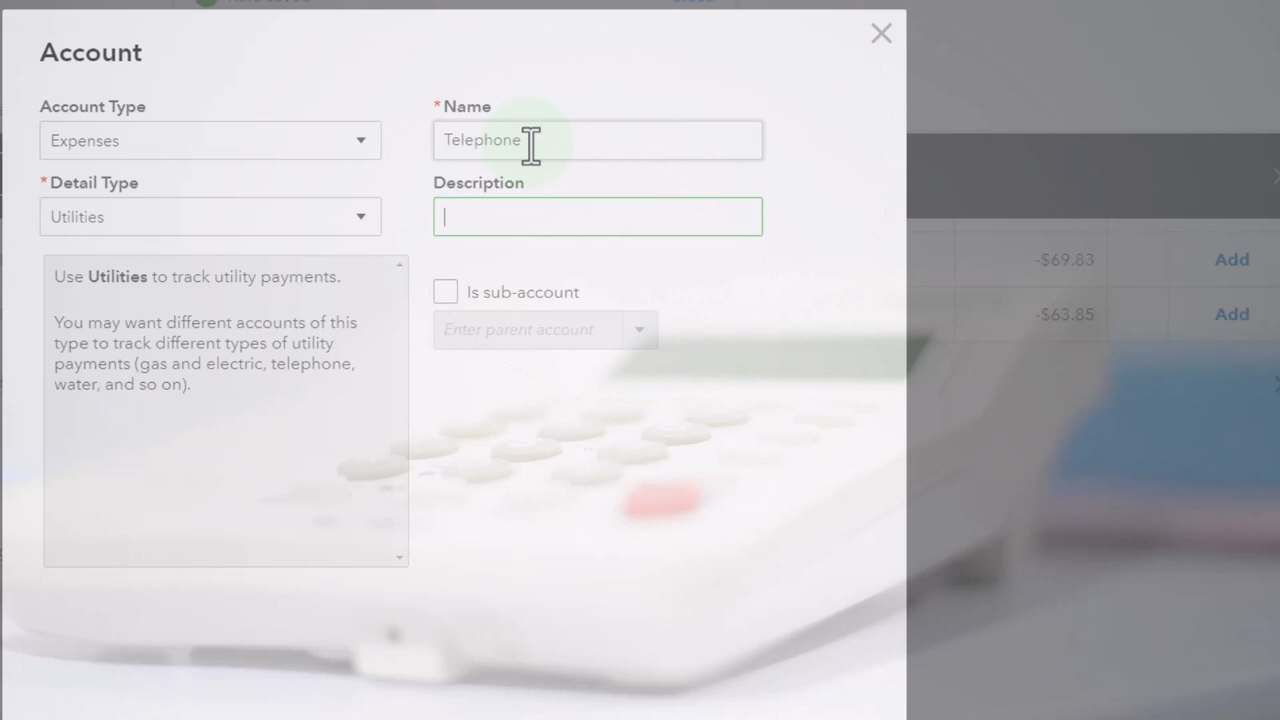 Account
Account Type
Expenses
* Detail Type
Utilities
Use Utilities to track utility payments.
You may want different accounts of this
type to track different types of utility
payments (gas and electric, telephone,
water, and so on).
* Name
Telephone
Description
Is sub-account
Enter parent account
-$69.83 Add
-$63.85 Add